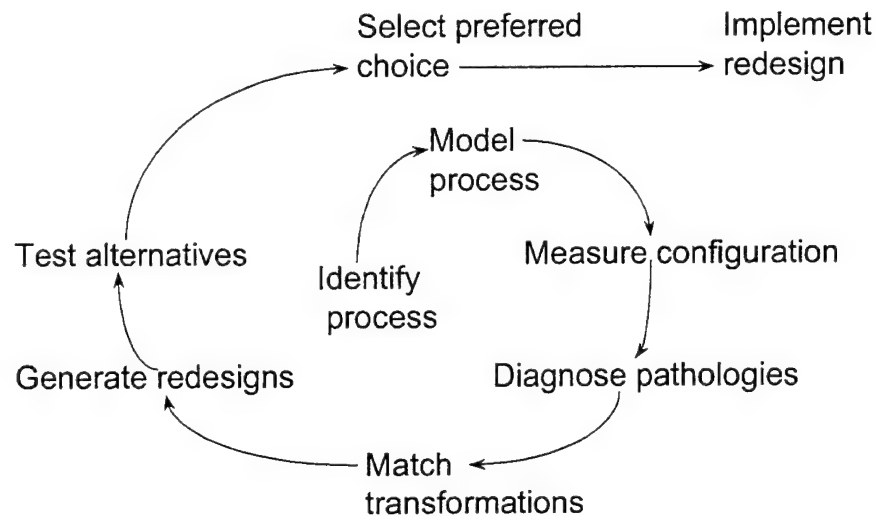 Select preferred
choice
Implement
redesign
Model
process
Test alternatives
Identify
process
Measure configuration
Generate redesigns
Diagnose pathologies
Match
transformations